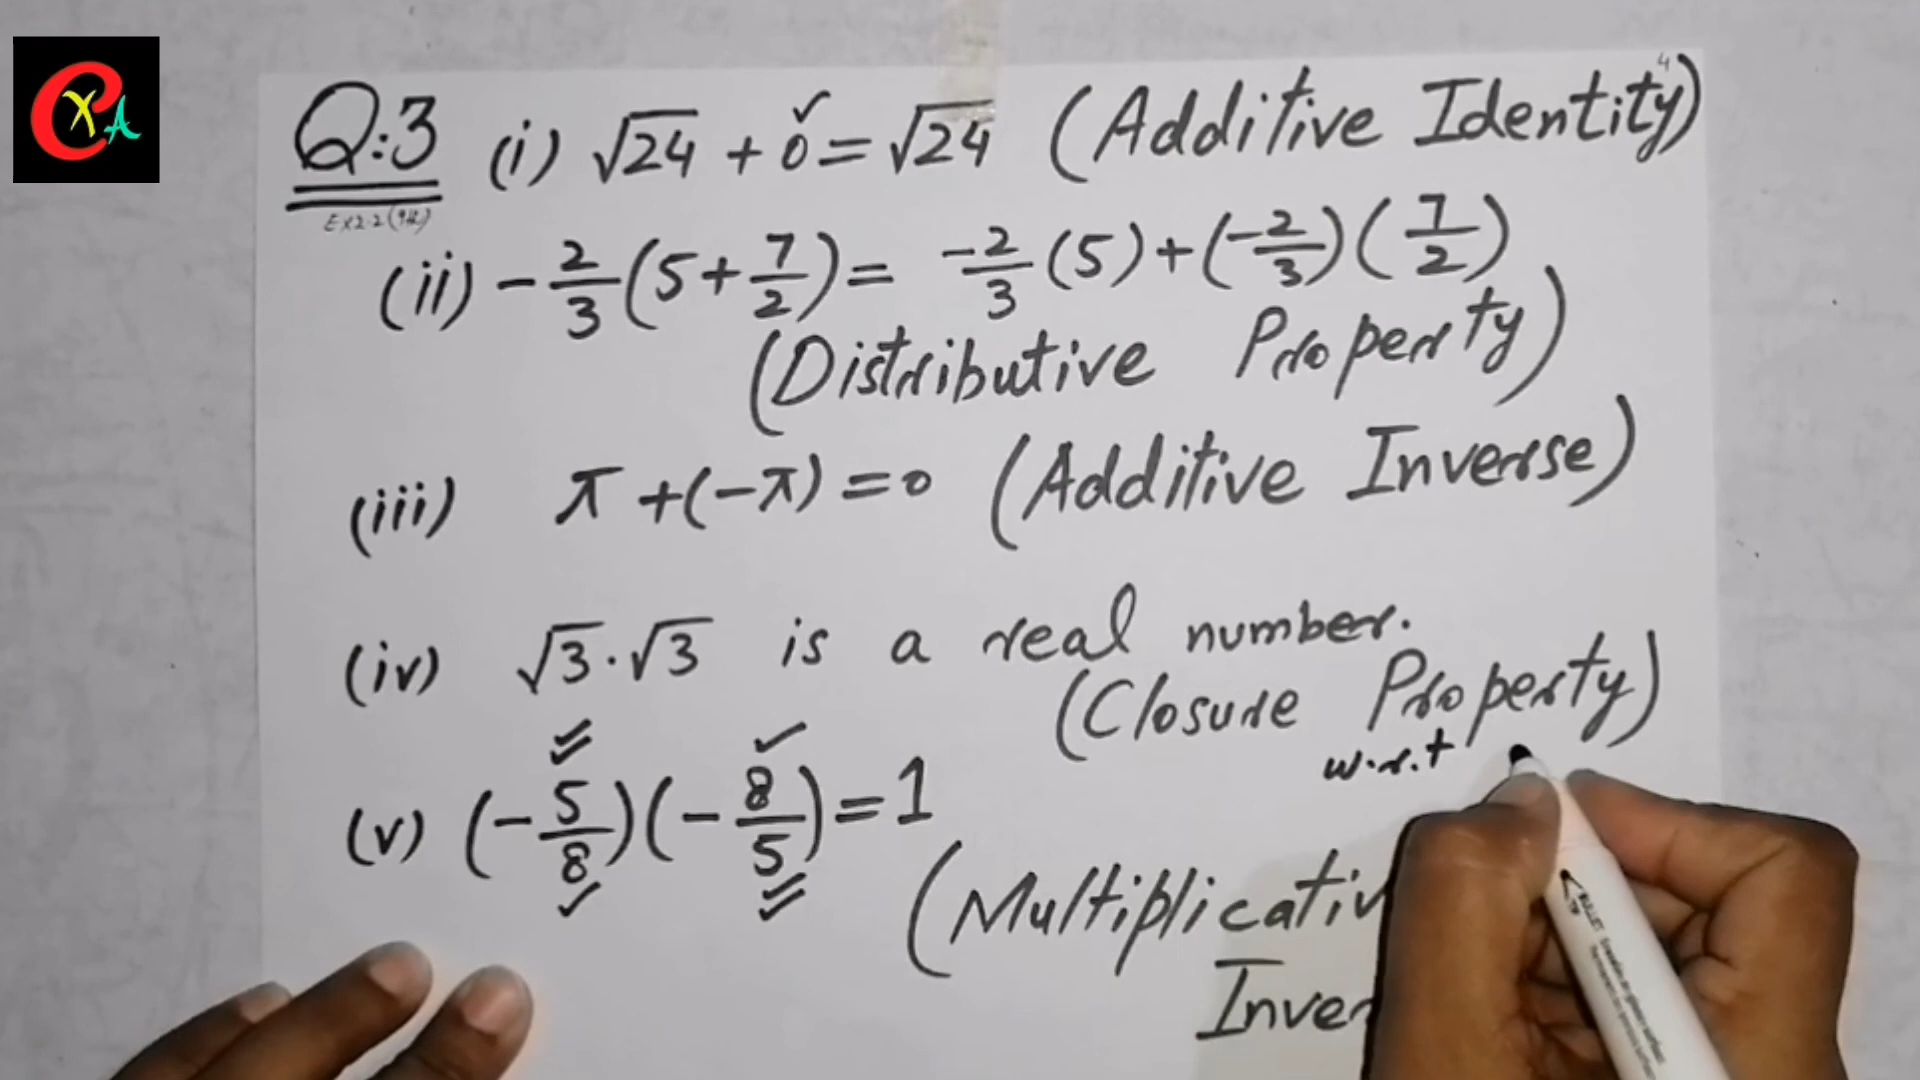 CXA
Q:3 (i) √24 + 0 = √24 (Additive Identity)
Ex2.2(9th)
(ii) -2/3(5+7/2) = -2/3(5)+(-2/3)(7/2)
(Distributive Property)
(iii) π+(-π)=0 (Additive Inverse)
(iv) √3.√3 is a real number.
(Closure Property)
w.r.t
(v) (-5/8)(-8/5)=1
(Multiplicativ
Inver